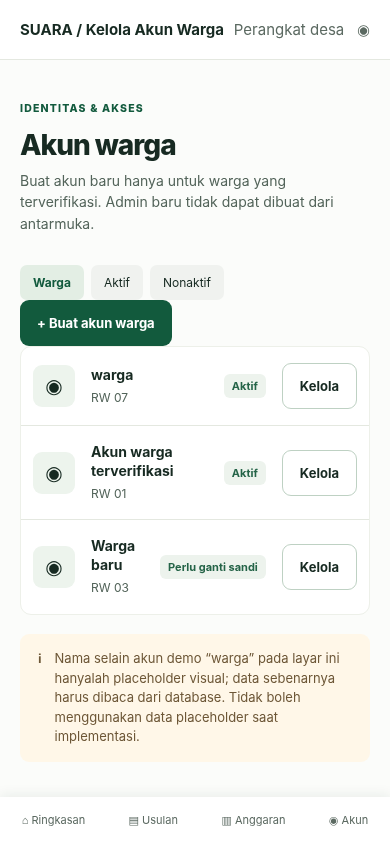 SUARA / Kelola Akun Warga Perangkat desa ◉
IDENTITAS & AKSES
Akun warga
Buat akun baru hanya untuk warga yang
terverifikasi. Admin baru tidak dapat dibuat dari
antarmuka.
Warga Aktif Nonaktif
+ Buat akun warga
◉ warga
RW 07
Aktif Kelola
◉ Akun warga
terverifikasi
RW 01
Aktif Kelola
◉ Warga
baru
RW 03
Perlu ganti sandi Kelola
i Nama selain akun demo “warga” pada layar ini
hanyalah placeholder visual; data sebenarnya
harus dibaca dari database. Tidak boleh
menggunakan data placeholder saat
implementasi.
⌂ Ringkasan ▤ Usulan ▥ Anggaran ◉ Akun